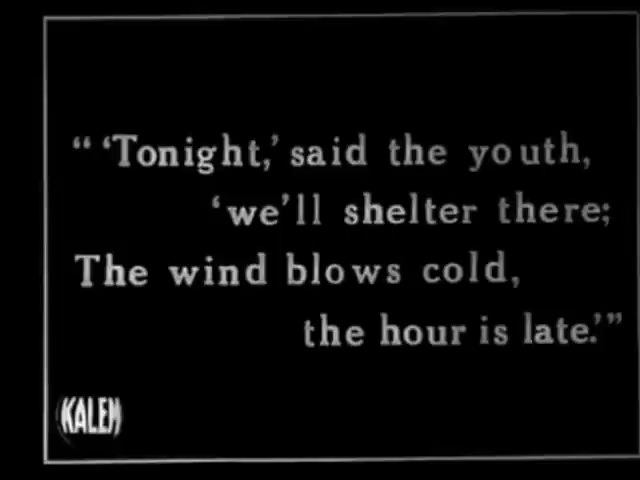 “ ‘Tonight,’ said the youth,
‘we’ll shelter there;
The wind blows cold,
the hour is late.’”
KALEM